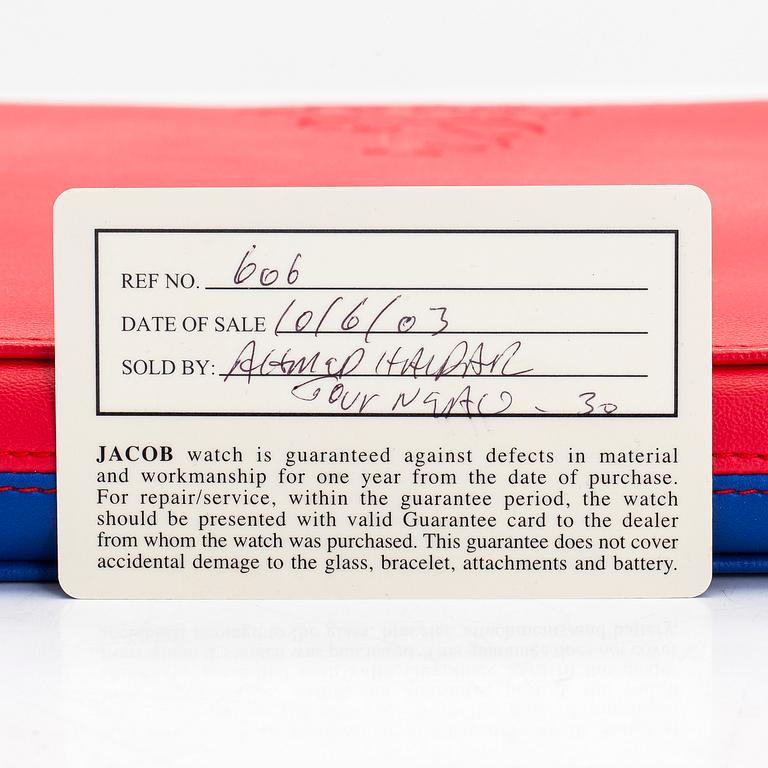 REF NO. 606
DATE OF SALE 10/6/03
SOLD BY: AHMED HAIDAR
30
JACOB watch is guaranteed against defects in material
and workmanship for one year from the date of purchase.
For repair/service, within the guarantee period, the watch
should be presented with valid Guarantee card to the dealer
from whom the watch was purchased. This guarantee does not cover
accidental damage to the glass, bracelet, attachments and battery.